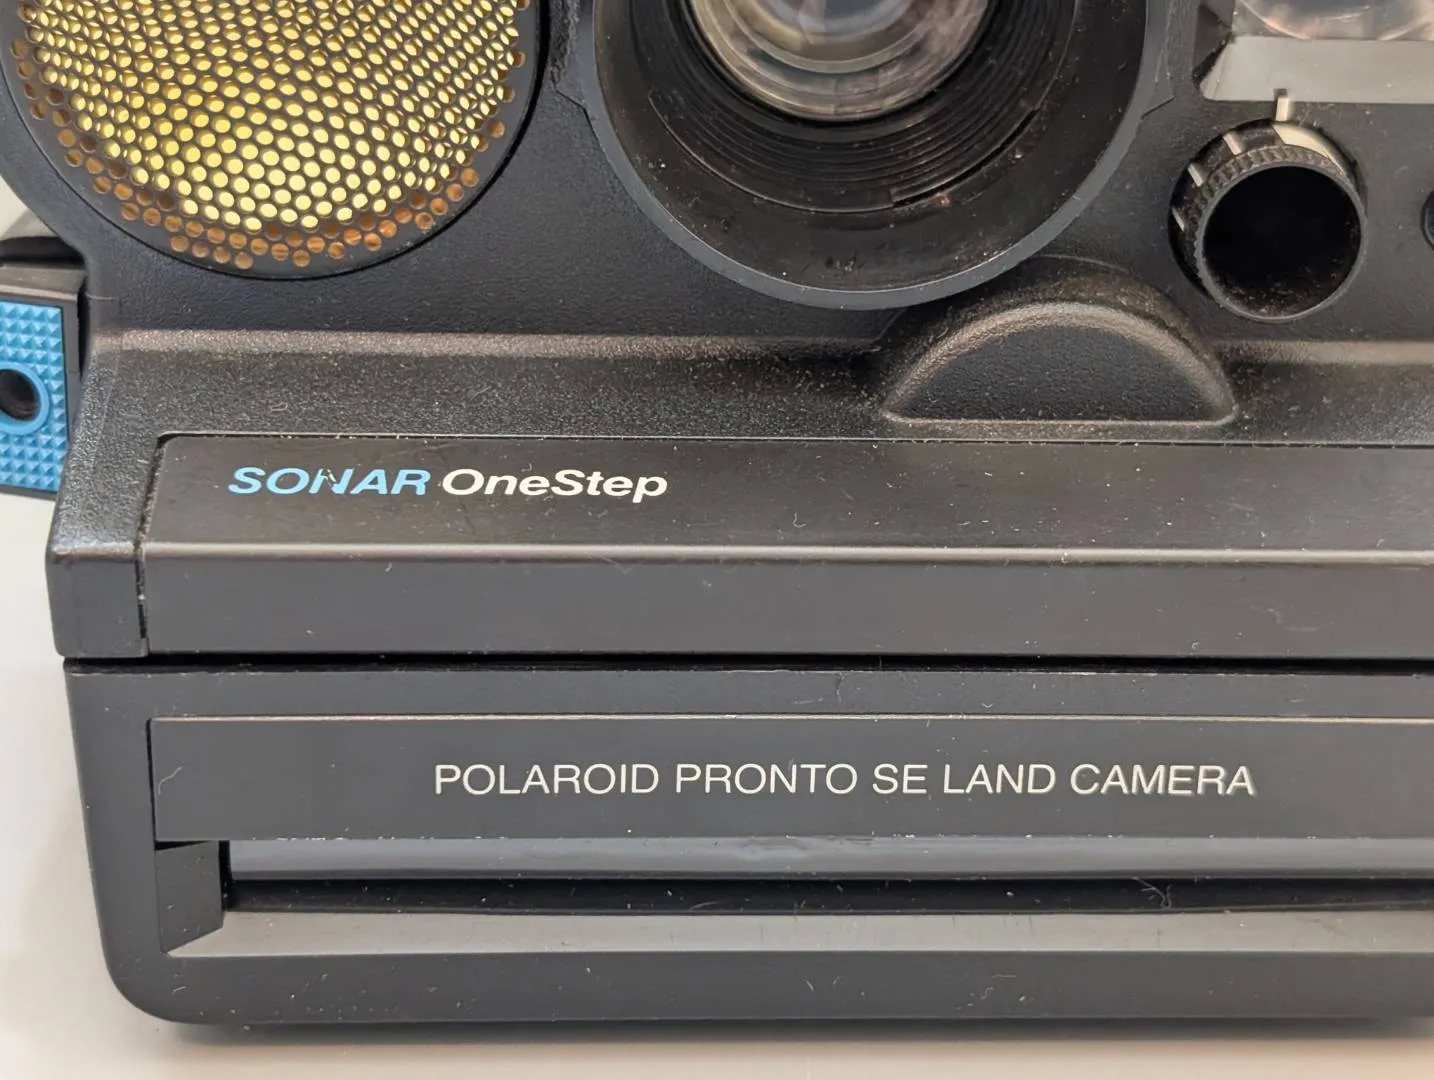 SONAR OneStep
POLAROID PRONTO SE LAND CAMERA